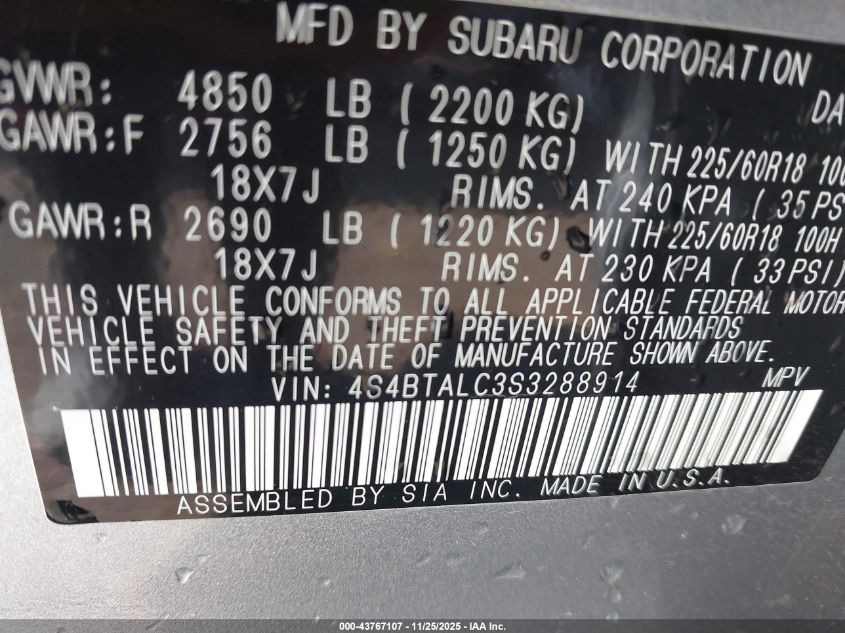 MFD BY SUBARU CORPORATION
GVWR: 4850 LB ( 2200 KG) DA
GAWR:F 2756 LB ( 1250 KG) WITH 225/60R18 100
18X7J RIMS. AT 240 KPA ( 35 PS
GAWR:R 2690 LB ( 1220 KG) WITH 225/60R18 100H
18X7J RIMS. AT 230 KPA ( 33 PSI)
THIS VEHICLE CONFORMS TO ALL APPLICABLE FEDERAL MOTOR
VEHICLE SAFETY AND THEFT PREVENTION STANDARDS
IN EFFECT ON THE DATE OF MANUFACTURE SHOWN ABOVE.
VIN: 4S4BTALC3S3288914 MPV
ASSEMBLED BY SIA INC. MADE IN U.S.A.
000-43767107 - 11/25/2025 - IAA Inc.